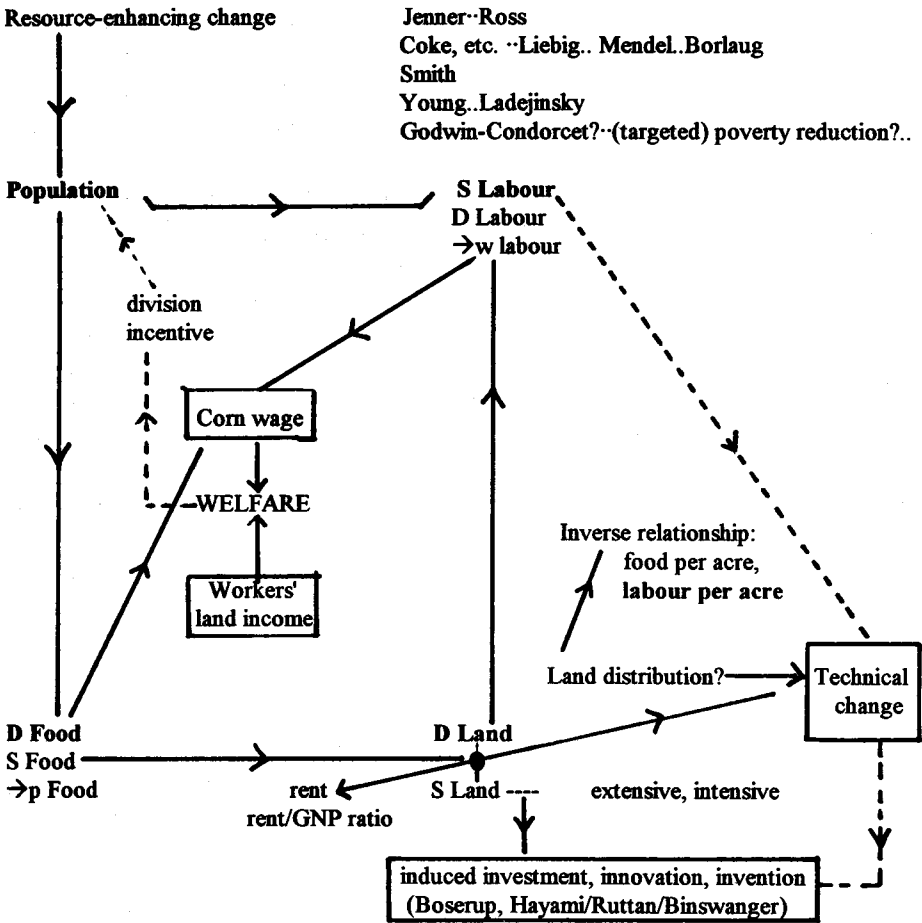 Resource-enhancing change
Jenner··Ross
Coke, etc. ··Liebig.. Mendel..Borlaug
Smith
Young..Ladejinsky
Godwin-Condorcet?··(targeted) poverty reduction?..
Population
S Labour
D Labour
→w labour
division
incentive
Corn wage
WELFARE
Workers'
land income
Inverse relationship:
food per acre,
labour per acre
Land distribution?
Technical
change
D Food
S Food
→p Food
D Land
S Land ----
rent
rent/GNP ratio
extensive, intensive
induced investment, innovation, invention
(Boserup, Hayami/Ruttan/Binswanger)